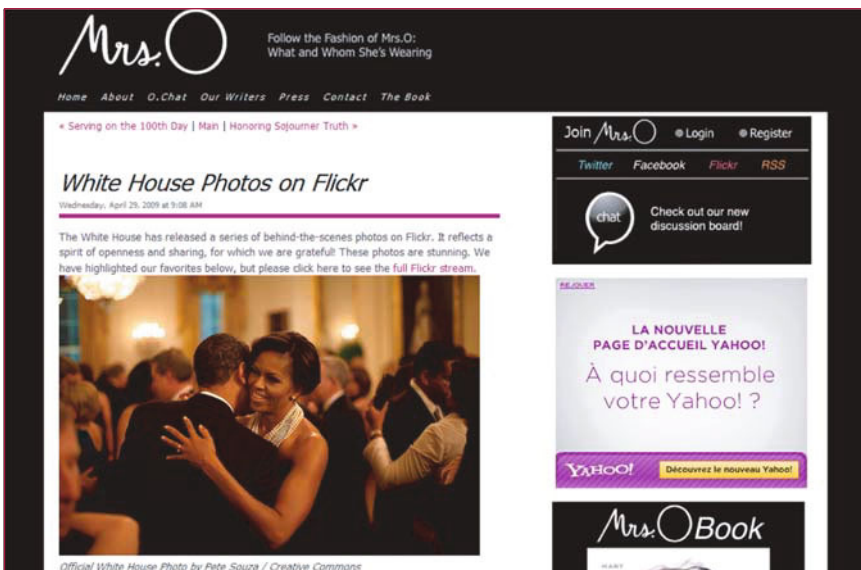 Mrs. O
Follow the Fashion of Mrs.O:
What and Whom She's Wearing
Home About O.Chat Our Writers Press Contact The Book
« Serving on the 100th Day | Main | Honoring Sojourner Truth »
White House Photos on Flickr
Wednesday, April 29, 2009 at 9:08 AM
The White House has released a series of behind-the-scenes photos on Flickr. It reflects a
spirit of openness and sharing, for which we are grateful! These photos are stunning. We
have highlighted our favorites below, but please click here to see the full Flickr stream.
Official White House Photo by Pete Souza / Creative Commons
Join Mrs. O Login Register
Twitter Facebook Flickr RSS
chat
Check out our new
discussion board!
REJOUER
LA NOUVELLE
PAGE D'ACCUEIL YAHOO!
À quoi ressemble
votre Yahoo! ?
YAHOO! Découvrez le nouveau Yahoo!
Mrs. O Book
MART